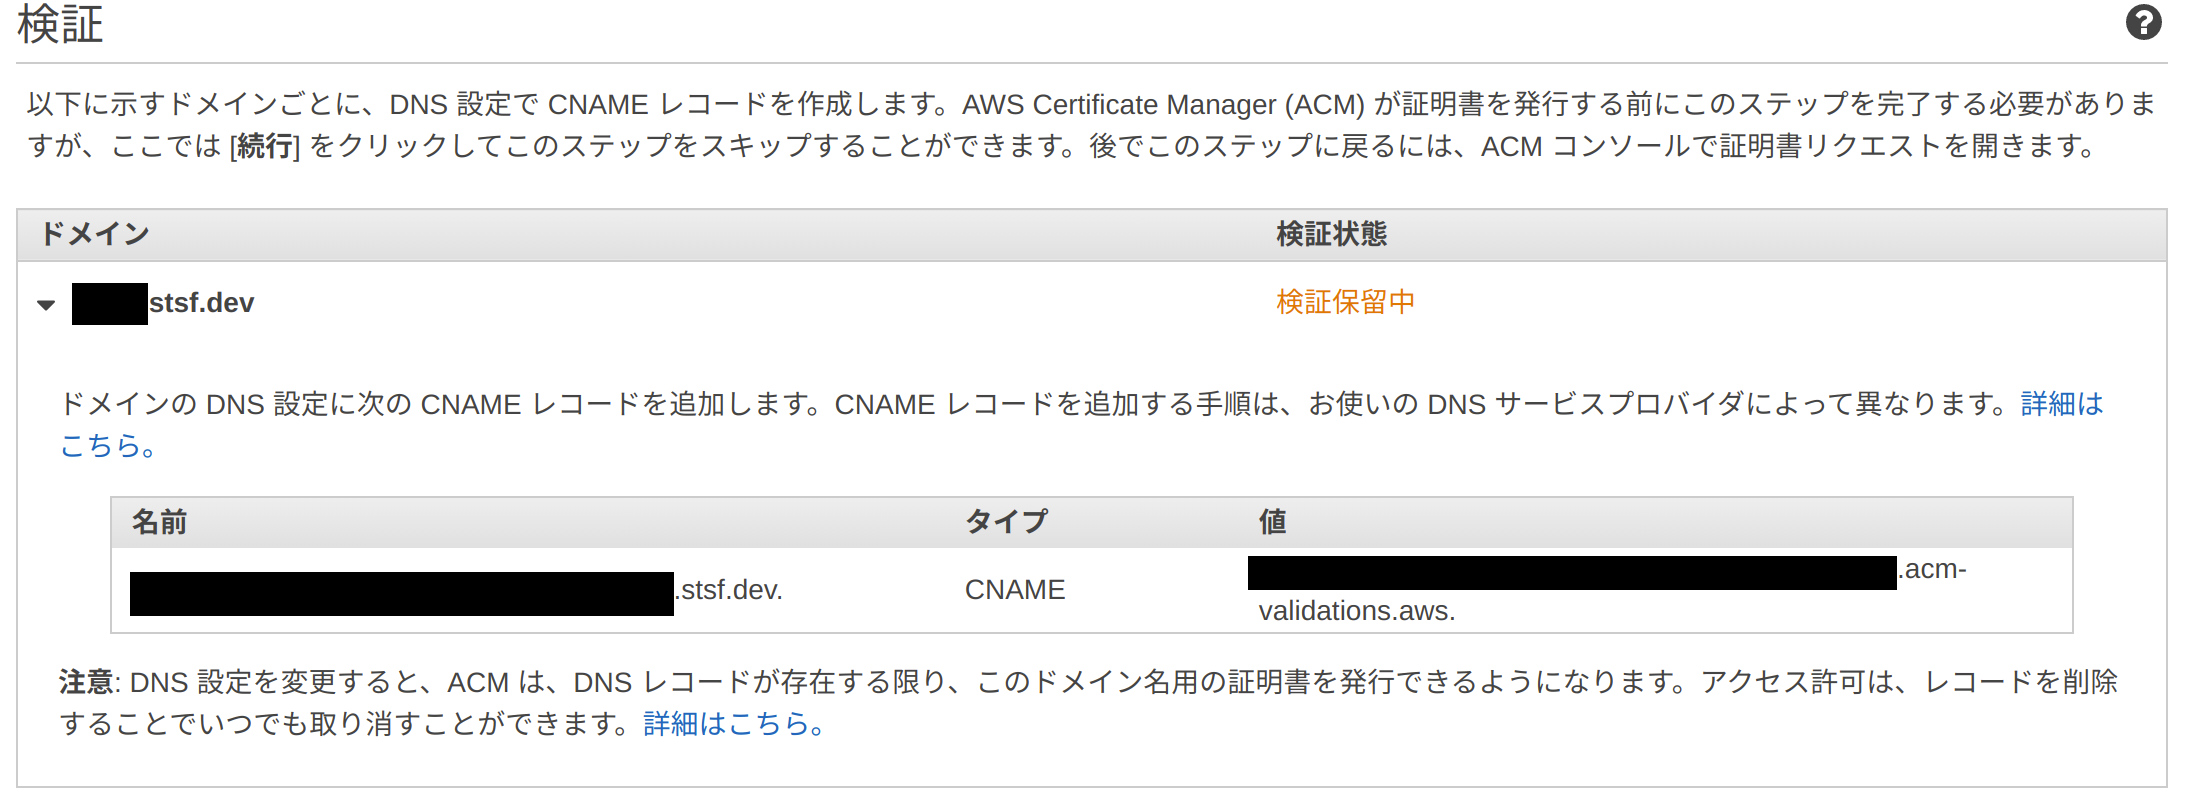 検証
以下に示すドメインごとに、DNS 設定で CNAME レコードを作成します。AWS Certificate Manager (ACM) が証明書を発行する前にこのステップを完了する必要がありま
すが、ここでは [続行] をクリックしてこのステップをスキップすることができます。後でこのステップに戻るには、ACM コンソールで証明書リクエストを開きます。
ドメイン 検証状態
stsf.dev 検証保留中
ドメインの DNS 設定に次の CNAME レコードを追加します。CNAME レコードを追加する手順は、お使いの DNS サービスプロバイダによって異なります。詳細は
こちら。
名前 タイプ 値
.stsf.dev. CNAME .acm-
validations.aws.
注意: DNS 設定を変更すると、ACM は、DNS レコードが存在する限り、このドメイン名用の証明書を発行できるようになります。アクセス許可は、レコードを削除
することでいつでも取り消すことができます。詳細はこちら。